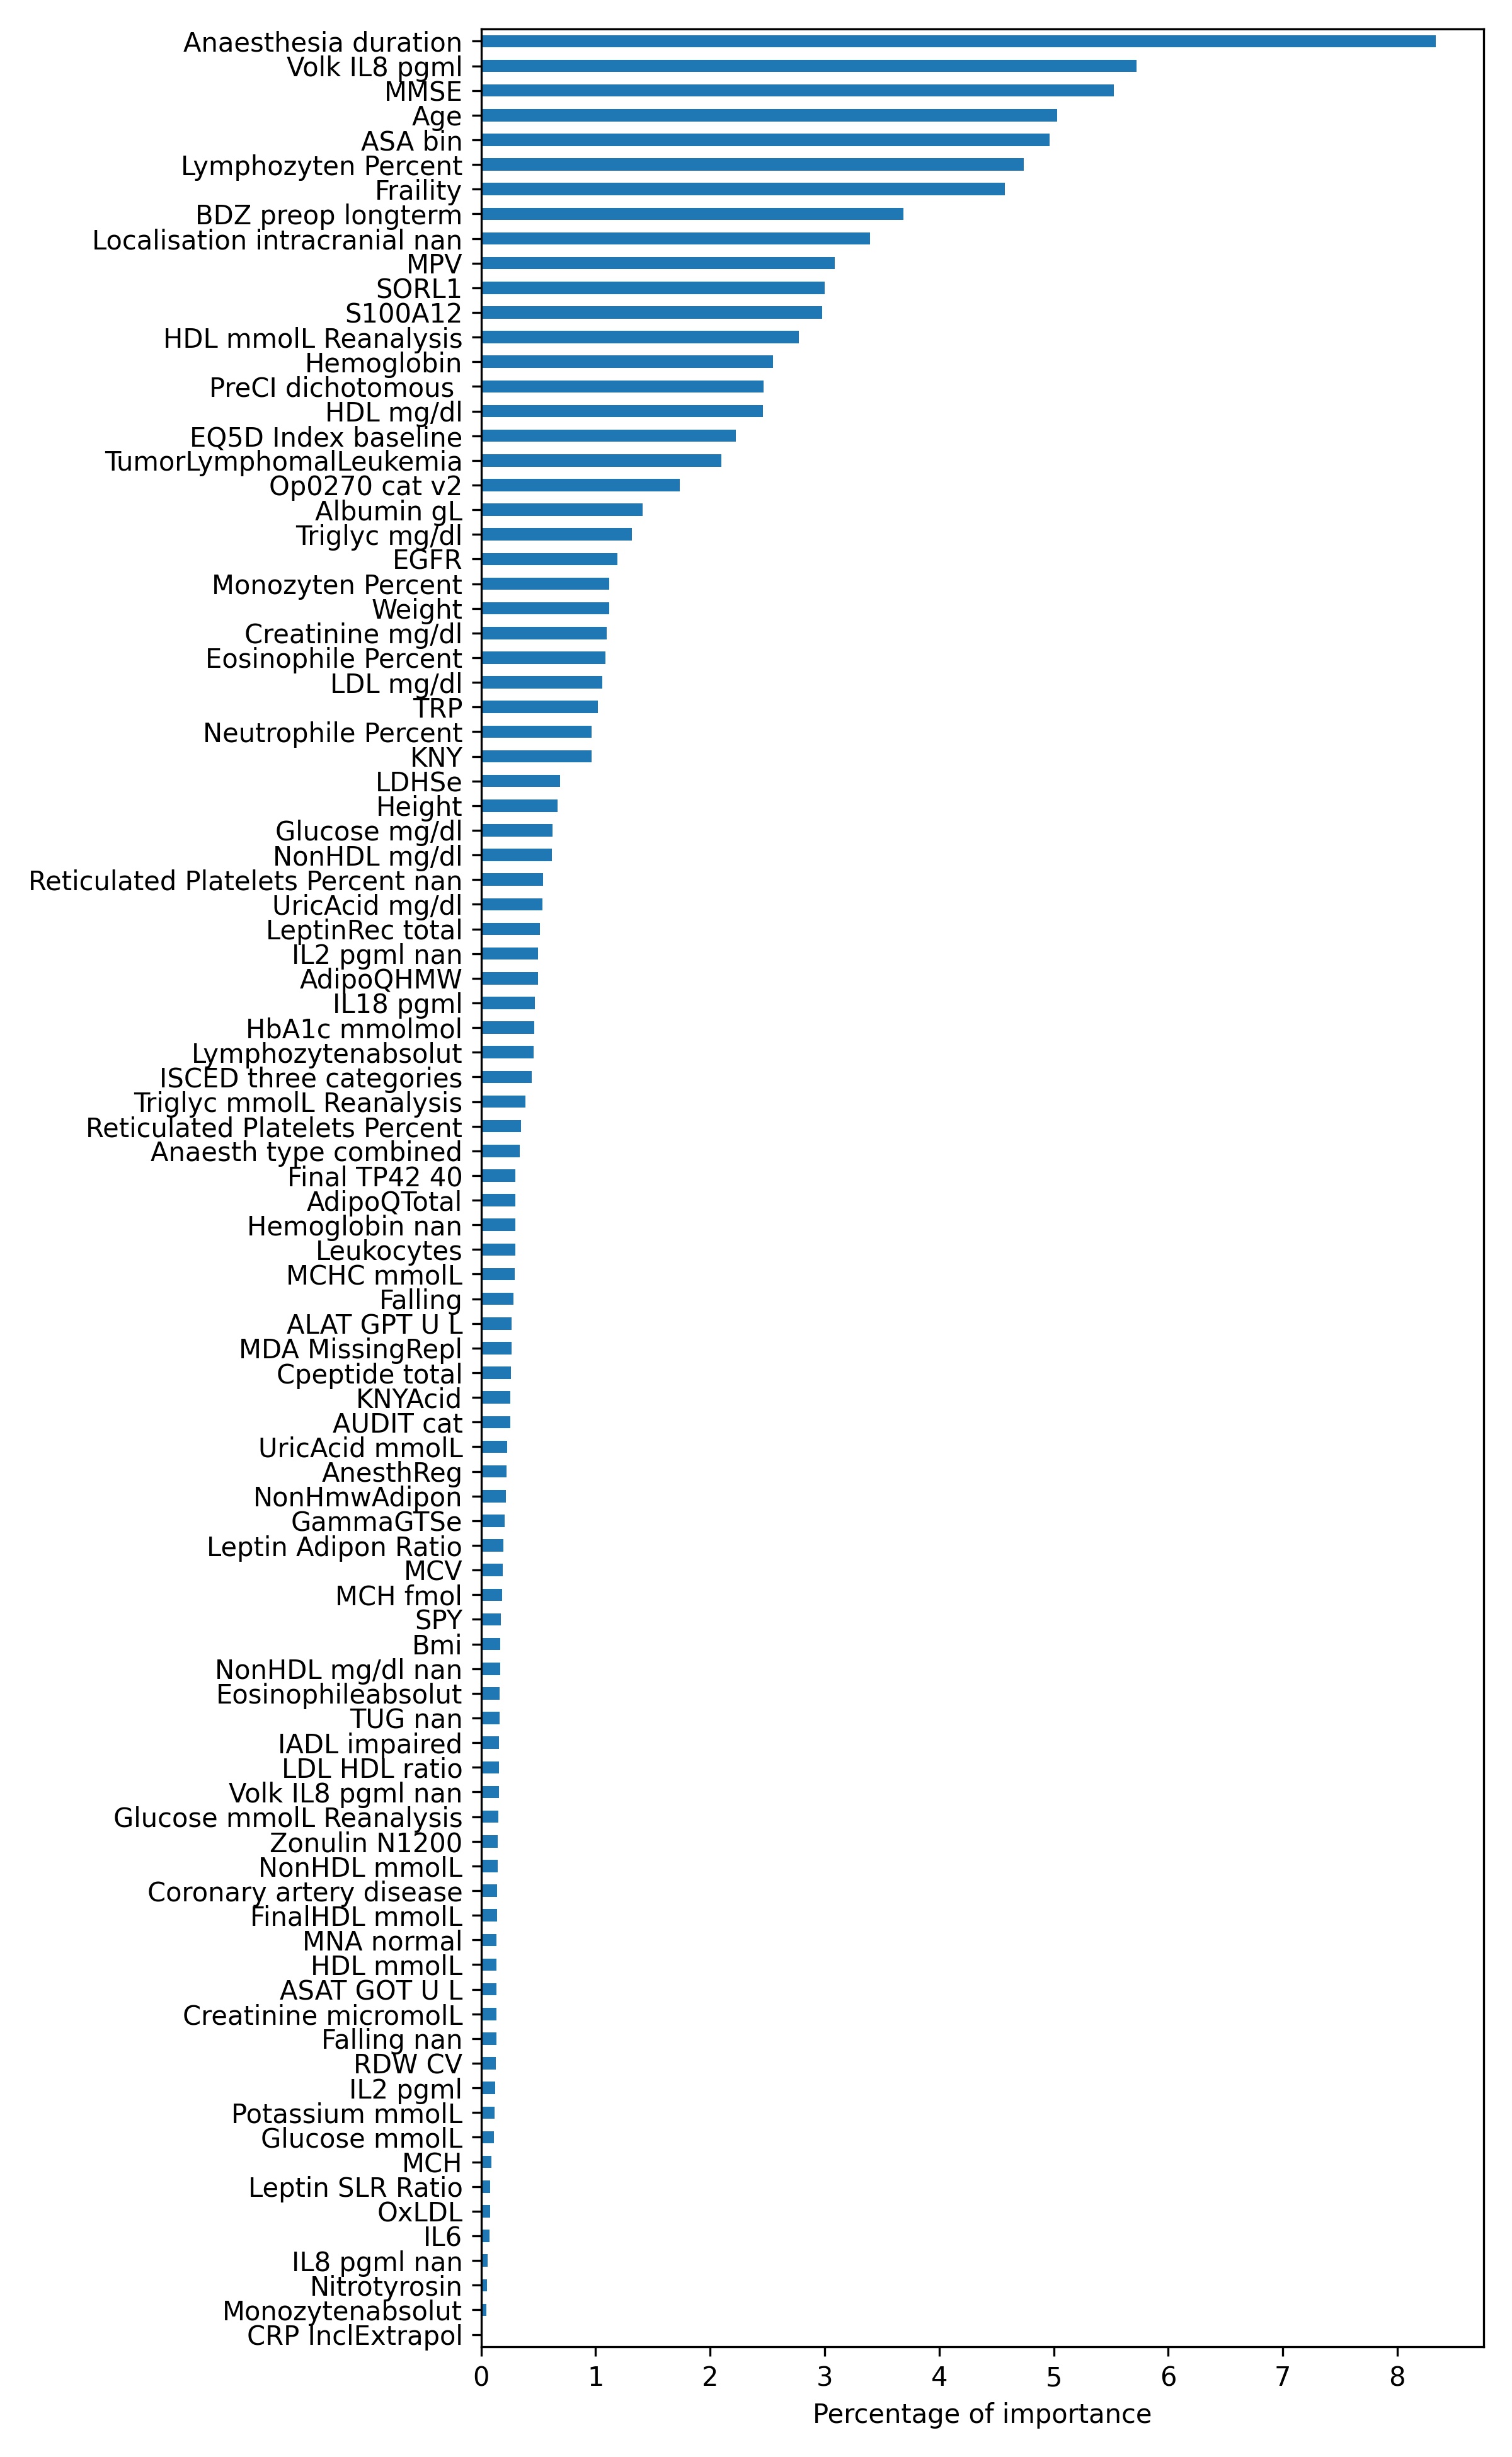 Anaesthesia duration
Volk IL8 pgml
MMSE
Age
ASA bin
Lymphozyten Percent
Fraility
BDZ preop longterm
Localisation intracranial nan
MPV
SORL1
S100A12
HDL mmolL Reanalysis
Hemoglobin
PreCI dichotomous
HDL mg/dl
EQ5D Index baseline
TumorLymphomalLeukemia
Op0270 cat v2
Albumin gL
Triglyc mg/dl
EGFR
Monozyten Percent
Weight
Creatinine mg/dl
Eosinophile Percent
LDL mg/dl
TRP
Neutrophile Percent
KNY
LDHSe
Height
Glucose mg/dl
NonHDL mg/dl
Reticulated Platelets Percent nan
UricAcid mg/dl
LeptinRec total
IL2 pgml nan
AdipoQHMW
IL18 pgml
HbA1c mmolmol
Lymphozytenabsolut
ISCED three categories
Triglyc mmolL Reanalysis
Reticulated Platelets Percent
Anaesth type combined
Final TP42 40
AdipoQTotal
Hemoglobin nan
Leukocytes
MCHC mmolL
Falling
ALAT GPT U L
MDA MissingRepl
Cpeptide total
KNYAcid
AUDIT cat
UricAcid mmolL
AnesthReg
NonHmwAdipon
GammaGTSe
Leptin Adipon Ratio
MCV
MCH fmol
SPY
Bmi
NonHDL mg/dl nan
Eosinophileabsolut
TUG nan
IADL impaired
LDL HDL ratio
Volk IL8 pgml nan
Glucose mmolL Reanalysis
Zonulin N1200
NonHDL mmolL
Coronary artery disease
FinalHDL mmolL
MNA normal
HDL mmolL
ASAT GOT U L
Creatinine micromolL
Falling nan
RDW CV
IL2 pgml
Potassium mmolL
Glucose mmolL
MCH
Leptin SLR Ratio
OxLDL
IL6
IL8 pgml nan
Nitrotyrosin
Monozytenabsolut
CRP InclExtrapol
0 1 2 3 4 5 6 7 8
Percentage of importance